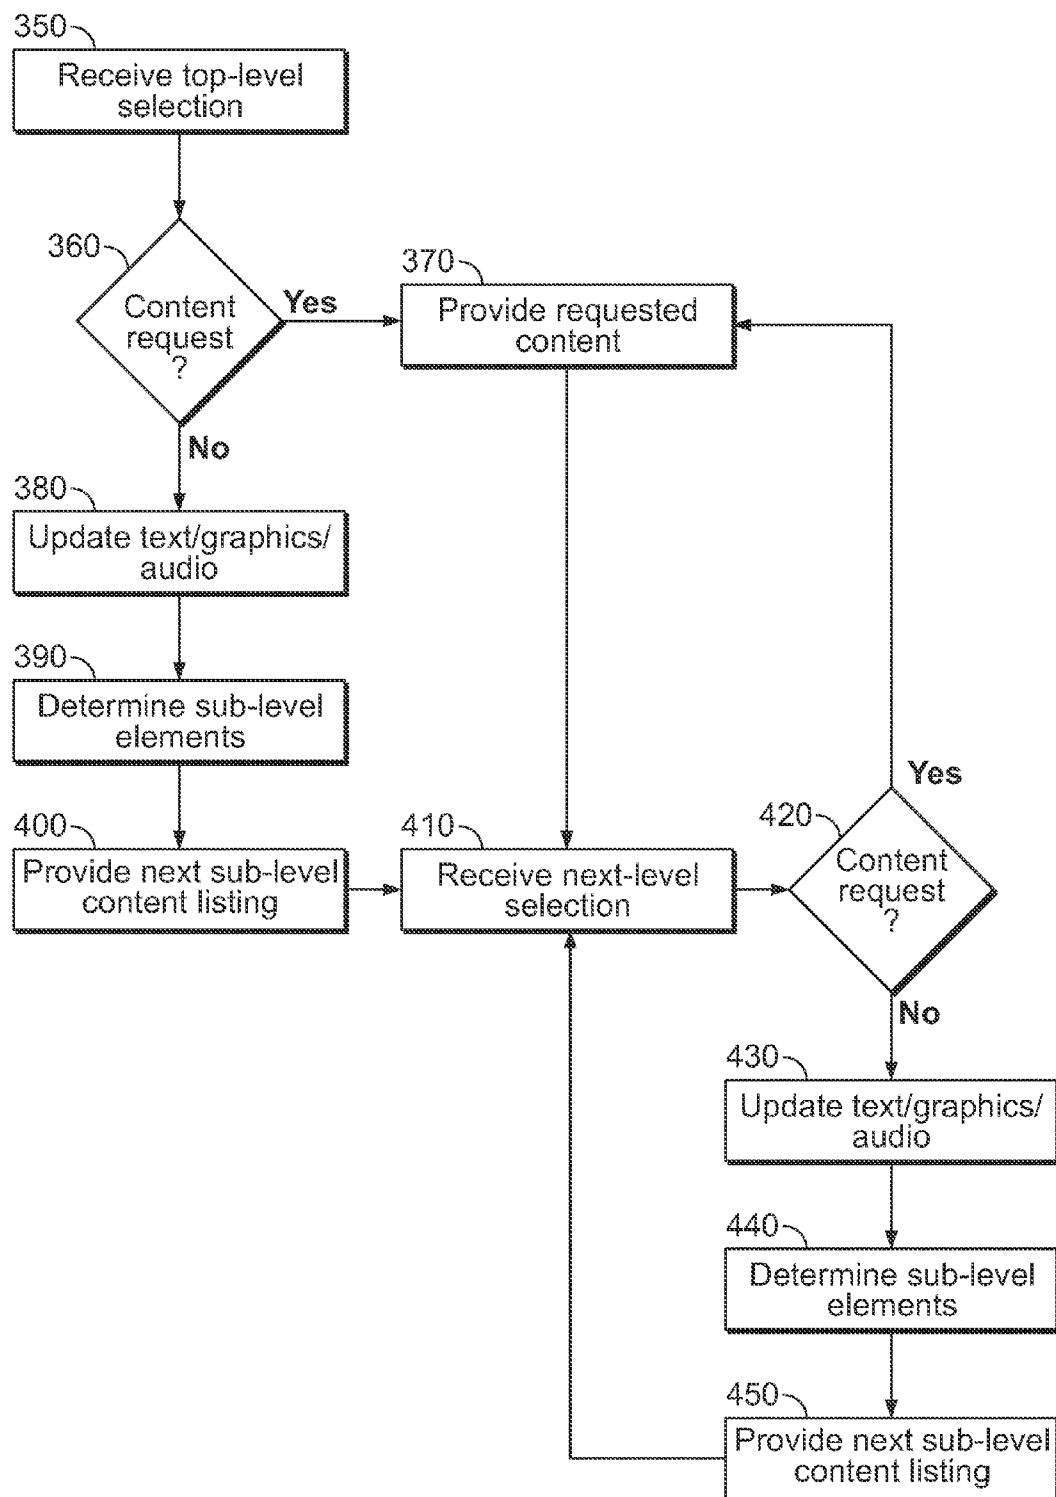 350
Receive top-level
selection
360
Content
request
?
Yes
No
370
Provide requested
content
380
Update text/graphics/
audio
390
Determine sub-level
elements
400
Provide next sub-level
content listing
410
Receive next-level
selection
420
Content
request
?
Yes
No
430
Update text/graphics/
audio
440
Determine sub-level
elements
450
Provide next sub-level
content listing